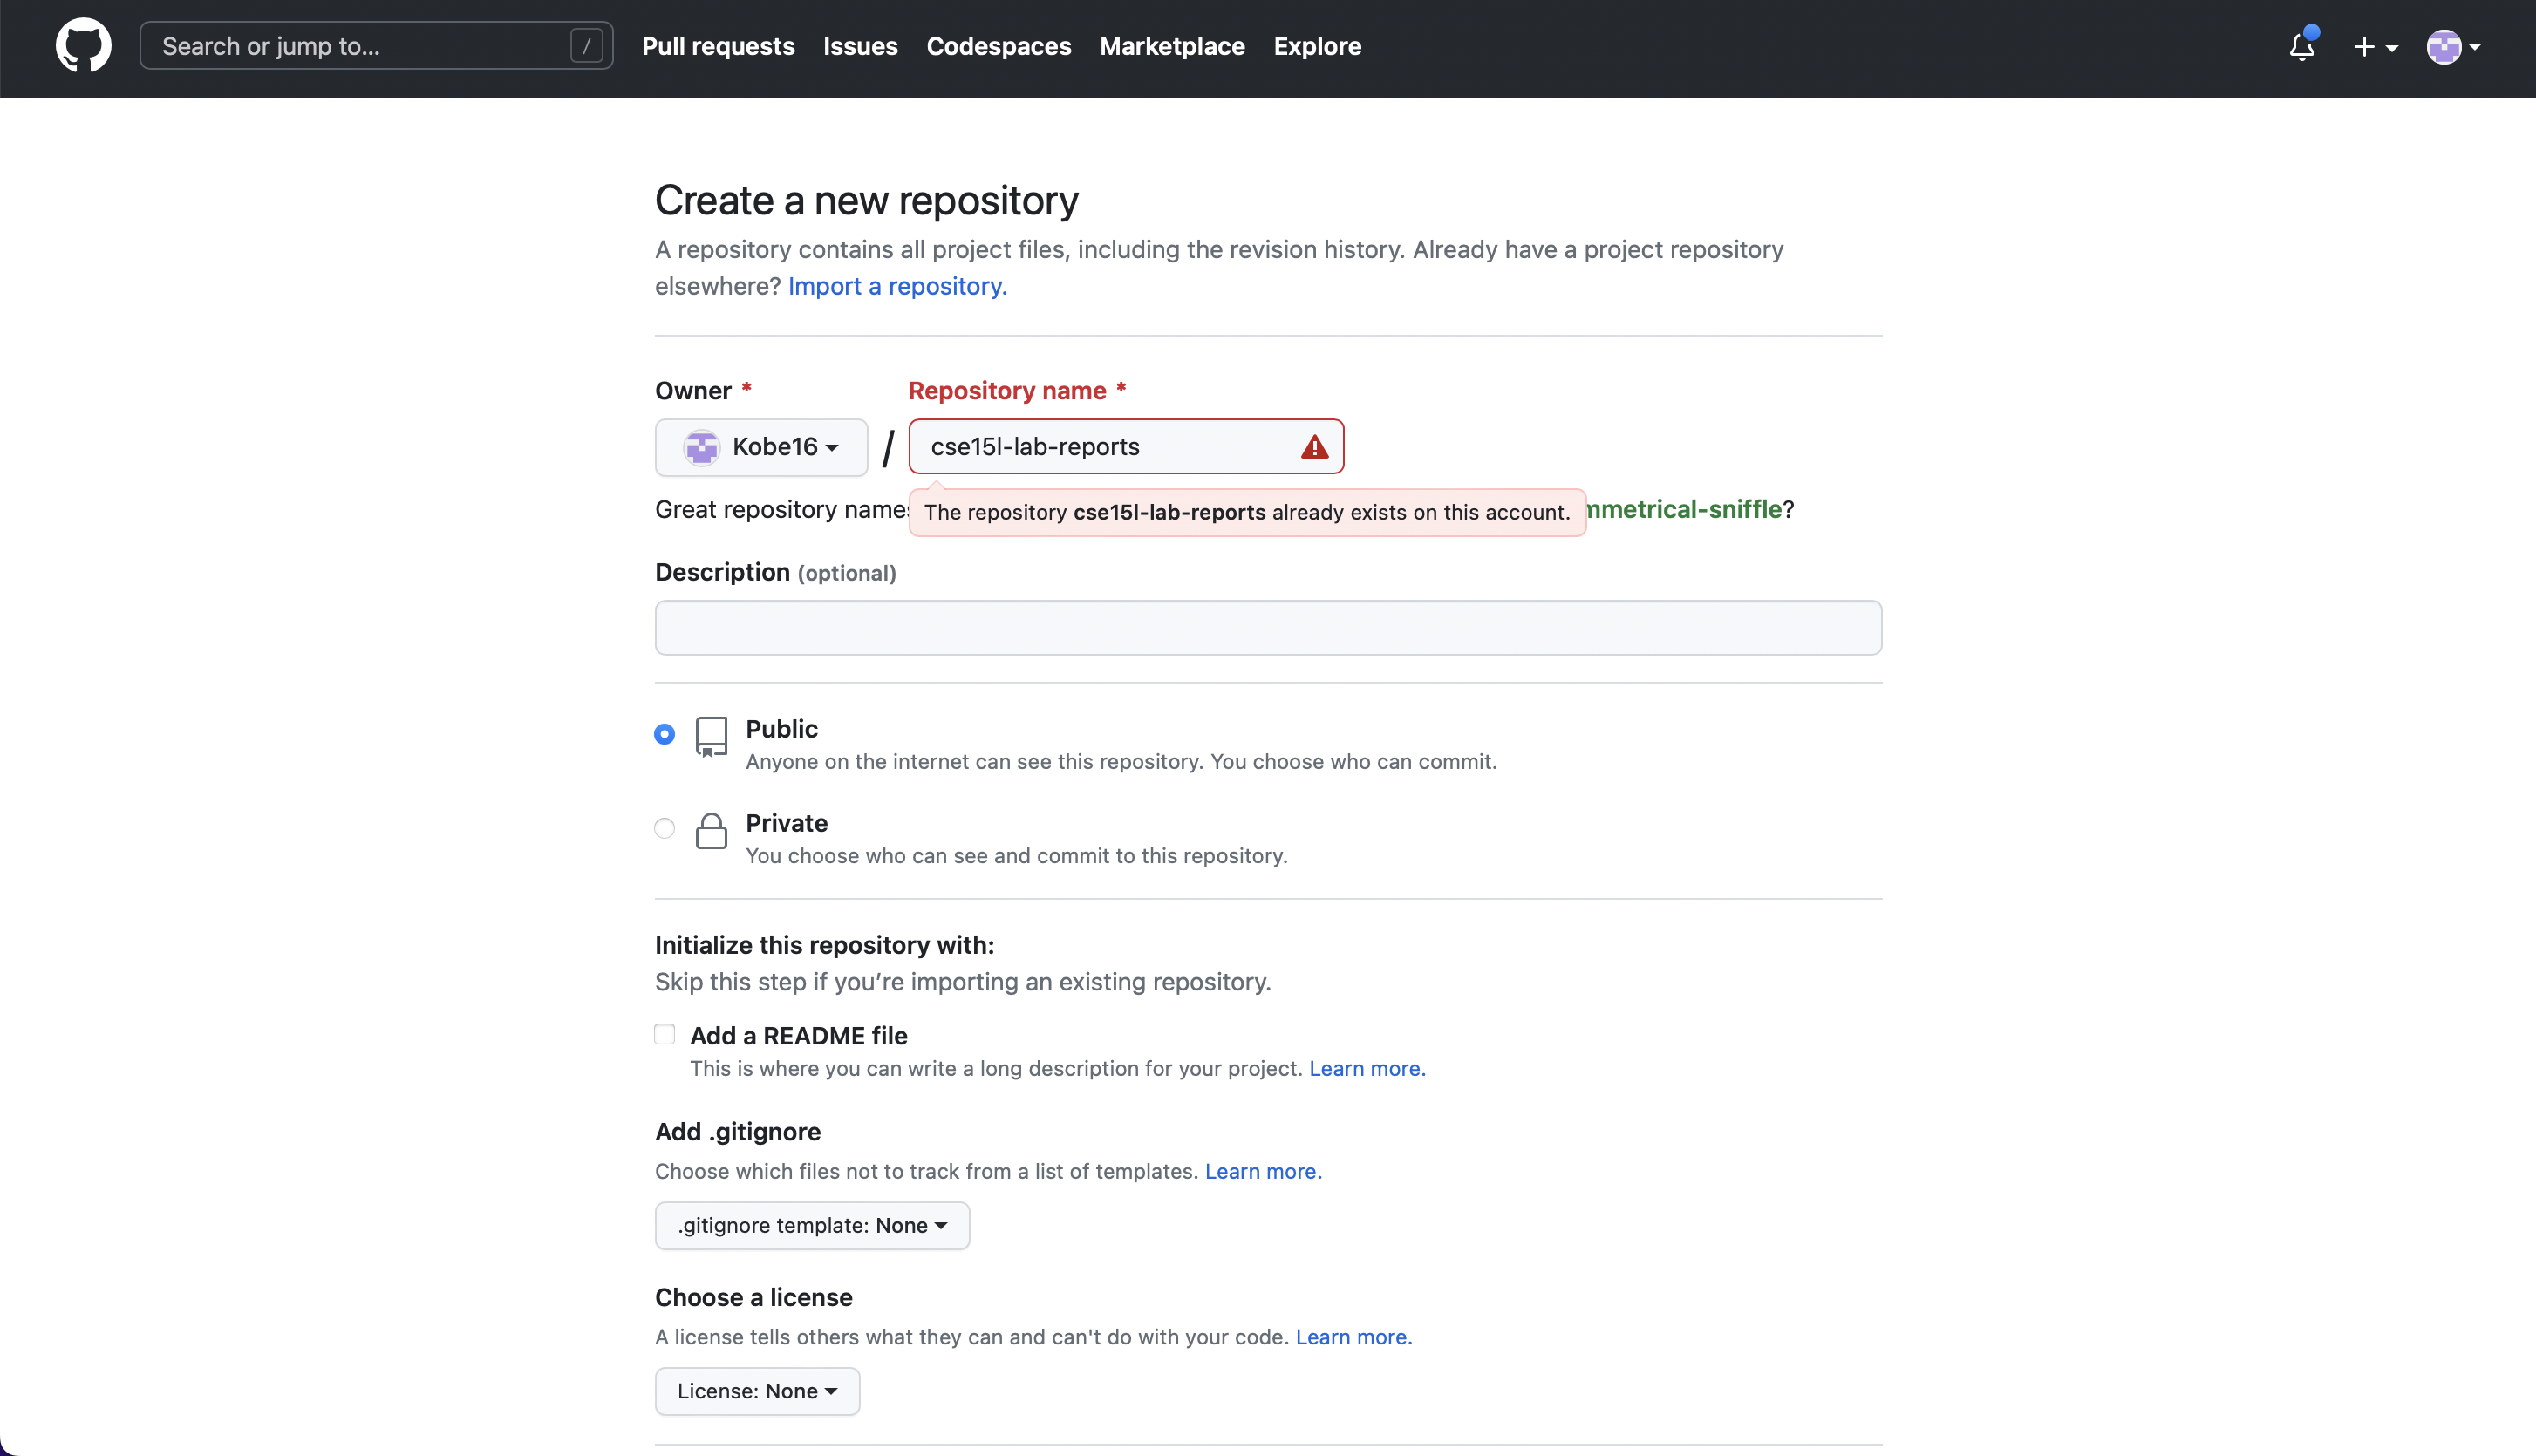 Search or jump to... /
Pull requests Issues Codespaces Marketplace Explore
Create a new repository
A repository contains all project files, including the revision history. Already have a project repository
elsewhere? Import a repository.
Owner * Repository name *
Kobe16 / cse15l-lab-reports
Great repository names mmetrical-sniffle?
The repository cse15l-lab-reports already exists on this account.
Description (optional)
Public
Anyone on the internet can see this repository. You choose who can commit.
Private
You choose who can see and commit to this repository.
Initialize this repository with:
Skip this step if you’re importing an existing repository.
Add a README file
This is where you can write a long description for your project. Learn more.
Add .gitignore
Choose which files not to track from a list of templates. Learn more.
.gitignore template: None
Choose a license
A license tells others what they can and can't do with your code. Learn more.
License: None